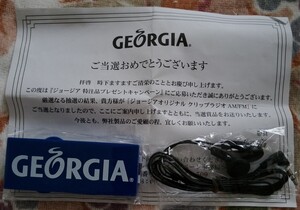 GEORGIA®
ご当選おめでとうございます
拝啓 時下ますますご清栄のこととお慶び申し上げます。
この度は「ジョージア 特注品プレゼントキャンペーン」にご応募いただき誠にありがとうございます。
厳選なる抽選の結果、貴方様が「ジョージアオリジナル クリップラジオ AM/FM」に
ご当選となりましたので、ここにご案内申し上げますとともに、当選賞品をお送りいたします。
今後とも、弊社製品のご愛顧の程、宜しくお願いいたします。
GEORGIA®